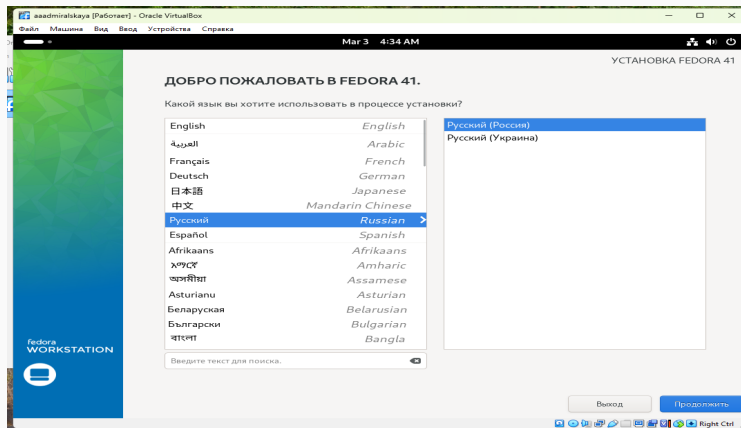 aaadmiralskaya [Работает] - Oracle VirtualBox
Файл Машина Вид Ввод Устройства Справка
Mar 3 4:34 AM
УСТАНОВКА FEDORA 41
ДОБРО ПОЖАЛОВАТЬ В FEDORA 41.
Какой язык вы хотите использовать в процессе установки?
English English
العربية Arabic
Français French
Deutsch German
日本語 Japanese
中文 Mandarin Chinese
Русский Russian
Español Spanish
Afrikaans Afrikaans
አማርኛ Amharic
অসমীয়া Assamese
Asturianu Asturian
Беларуская Belarusian
Български Bulgarian
বাংলা Bangla
Введите текст для поиска.
Русский (Россия)
Русский (Украина)
fedora
WORKSTATION
Выход Продолжить
Right Ctrl